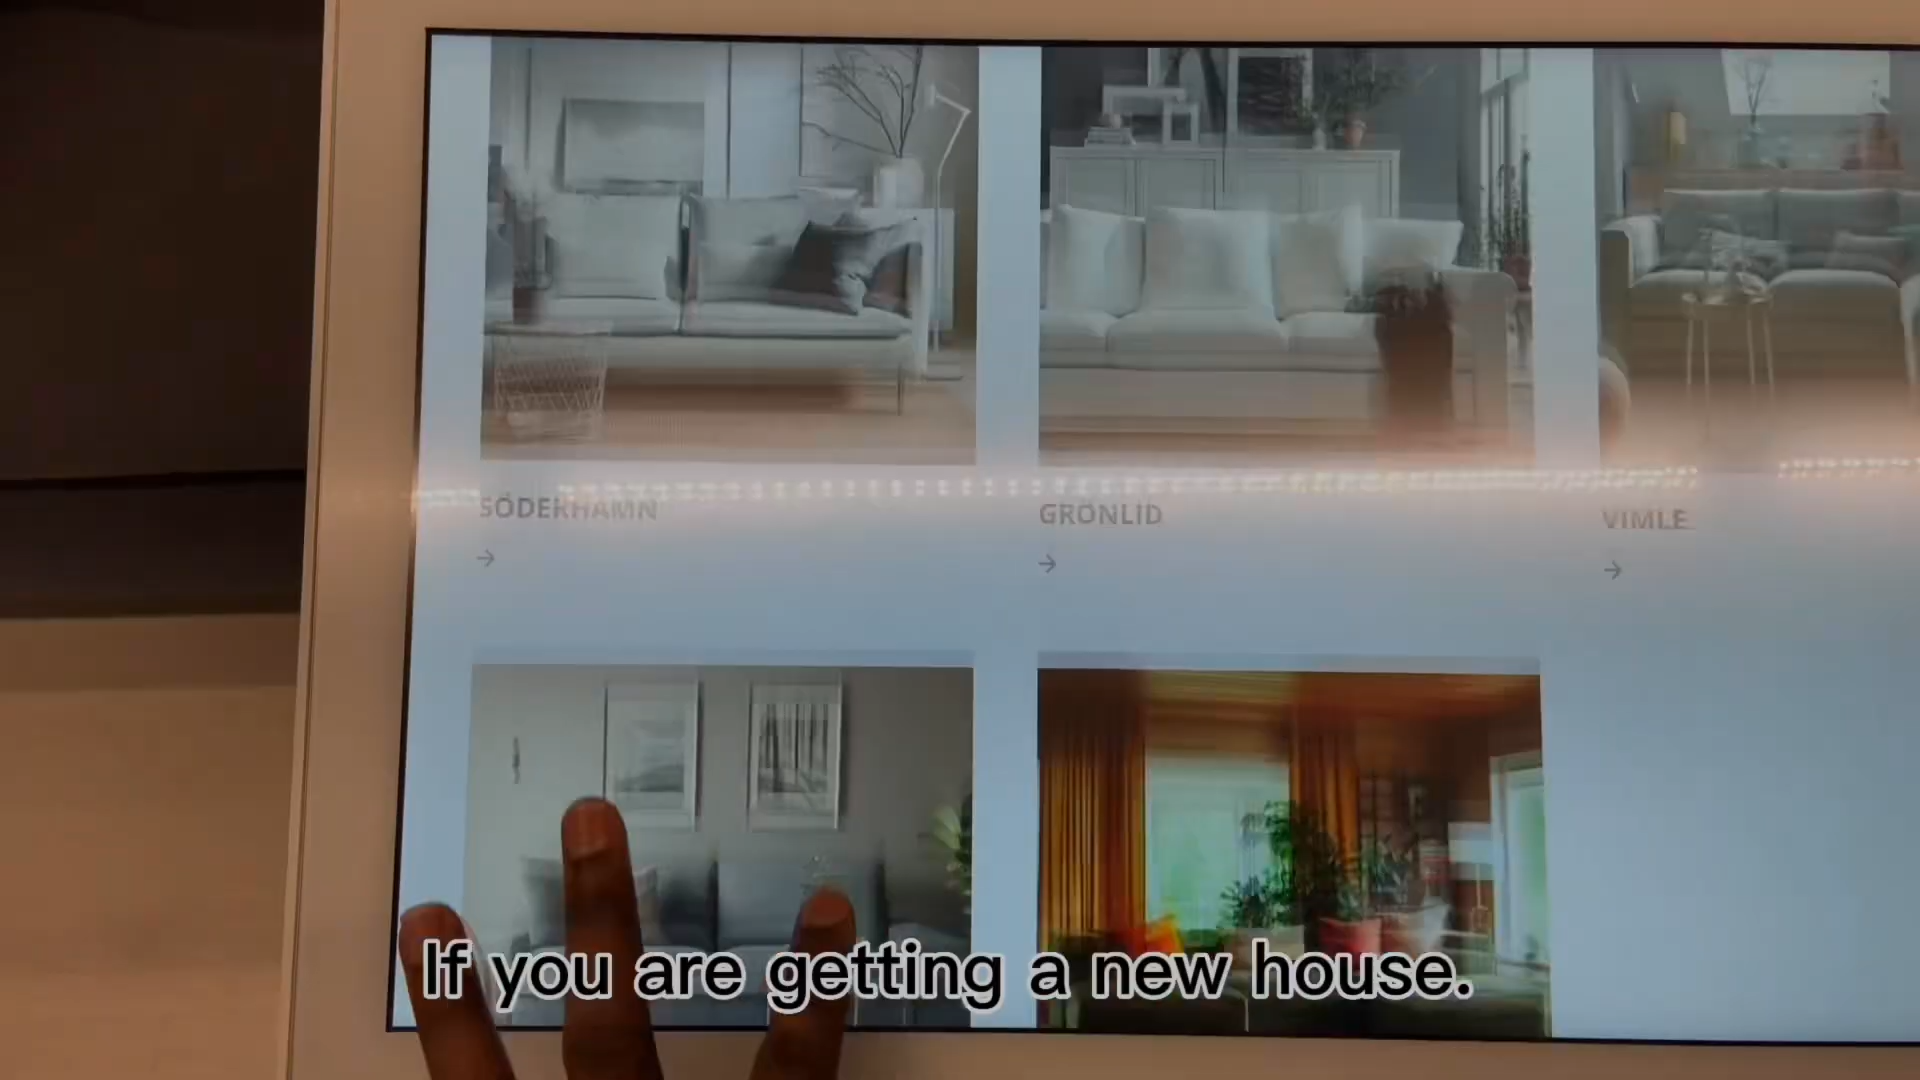 SÖDERHAMN
GRÖNLID
VIMLE
→
→
→
If you are getting a new house.